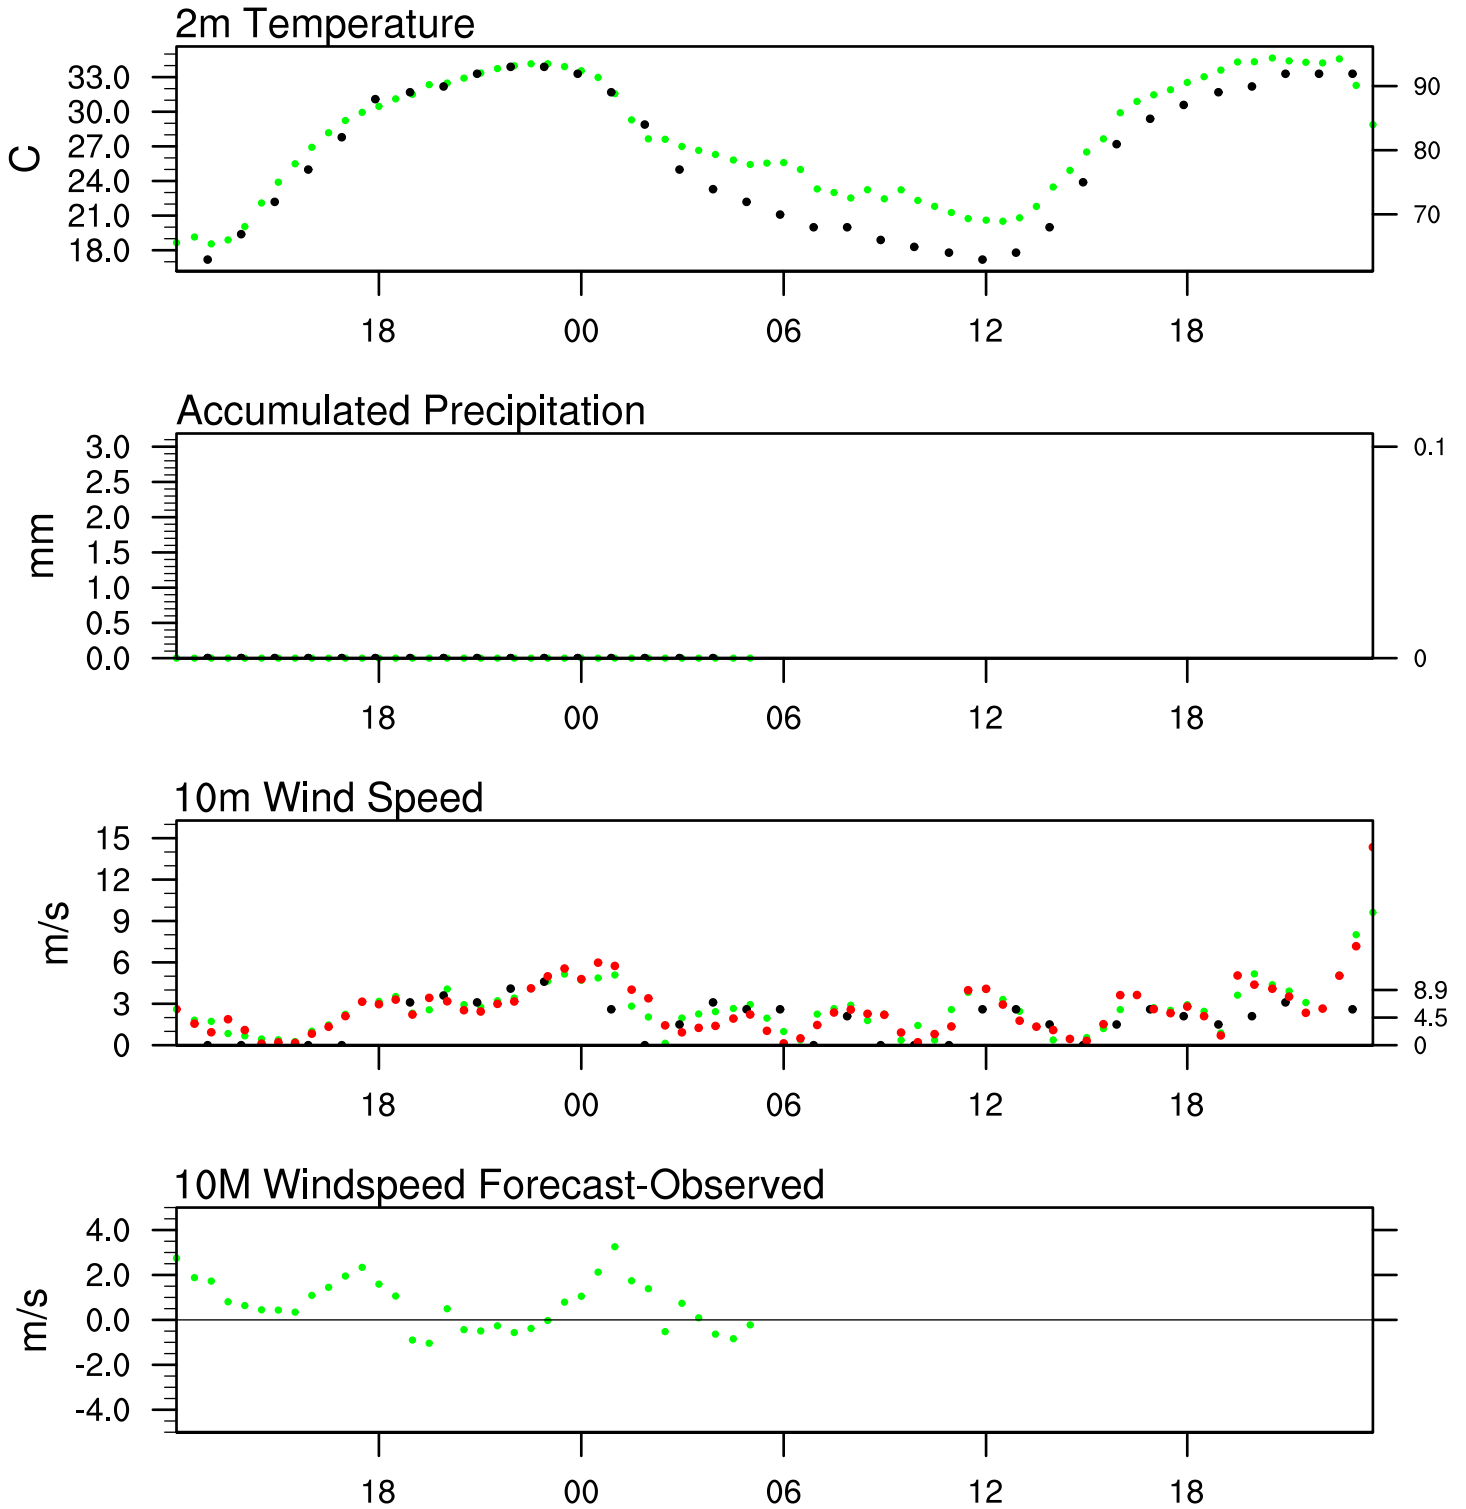 2m Temperature
33.0
30.0
27.0
24.0
21.0
18.0
C
90
80
70
18 00 06 12 18
Accumulated Precipitation
3.0
2.5
2.0
1.5
1.0
0.5
0.0
mm
0.1
0
18 00 06 12 18
10m Wind Speed
15
12
9
6
3
0
m/s
8.9
4.5
0
18 00 06 12 18
10M Windspeed Forecast-Observed
4.0
2.0
0.0
-2.0
-4.0
m/s
18 00 06 12 18